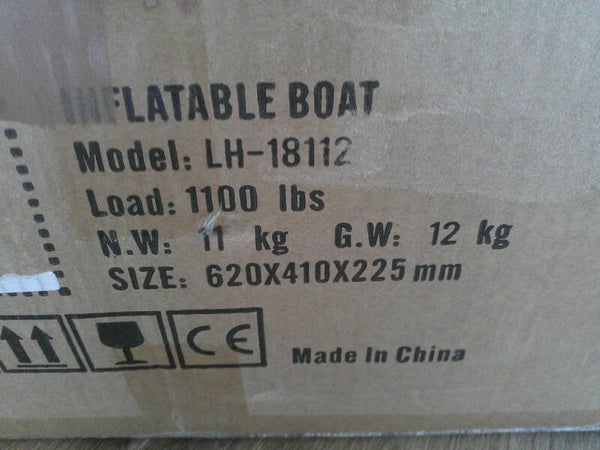 INFLATABLE BOAT
Model: LH-18112
Load: 1100 lbs
N.W: 11 kg G.W: 12 kg
SIZE: 620X410X225 mm
CE Made In China